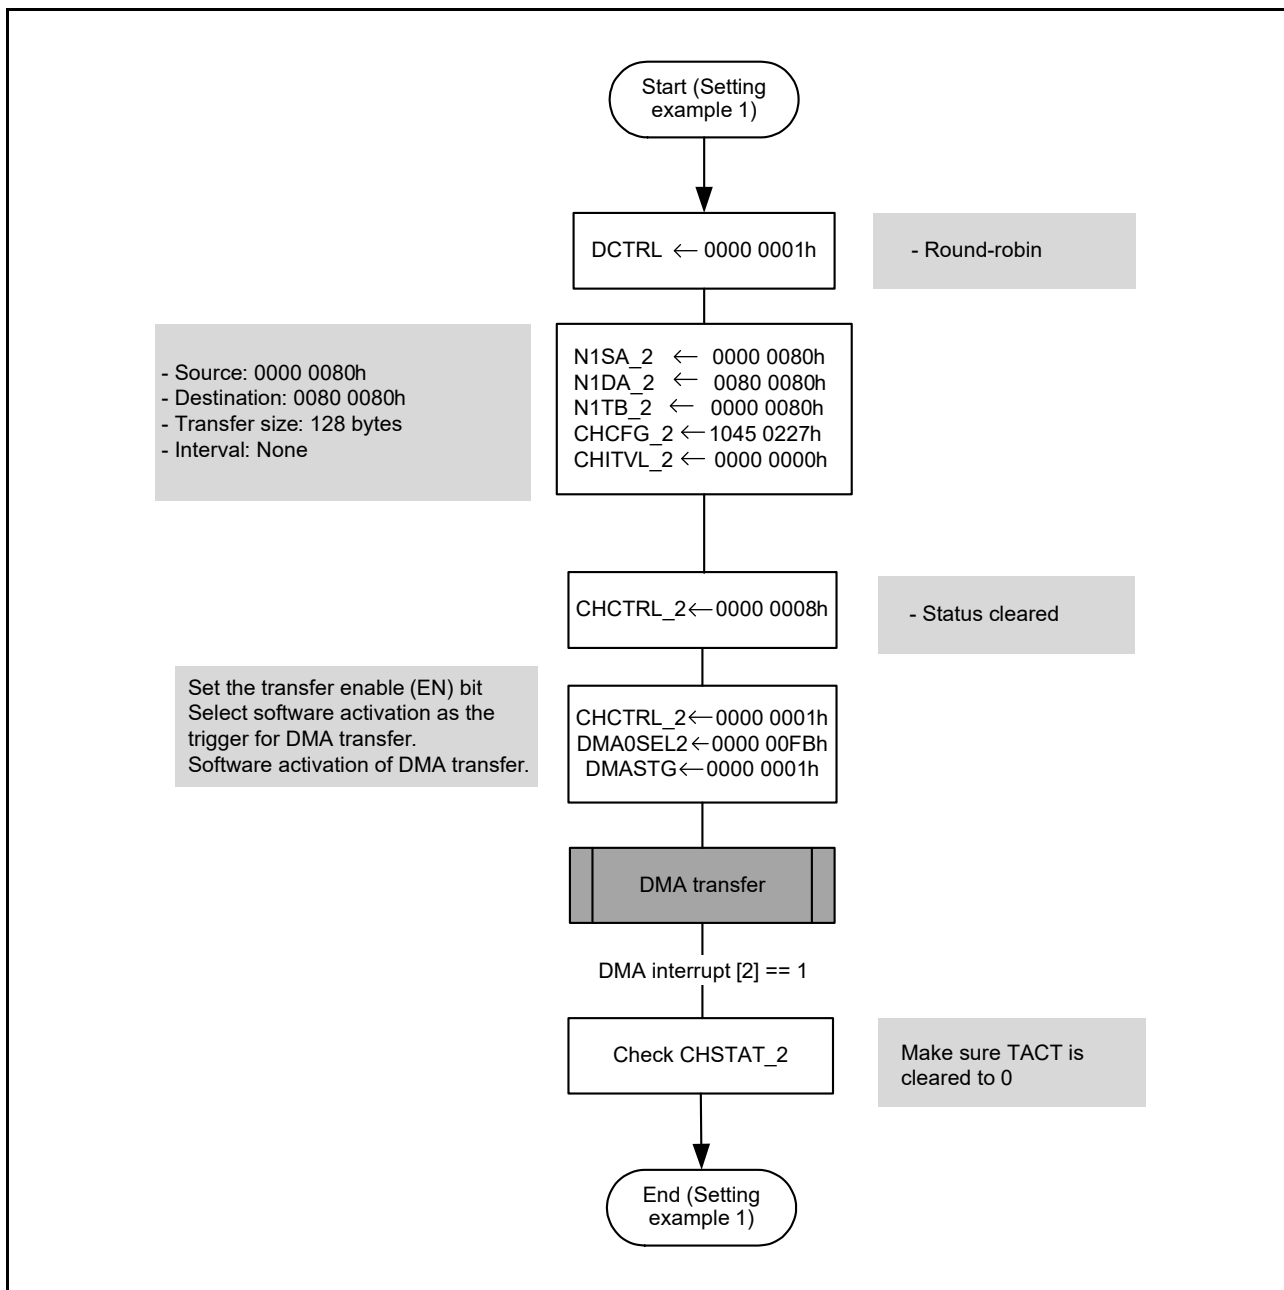 Start (Setting
example 1)
DCTRL ← 0000 0001h
- Round-robin
- Source: 0000 0080h
- Destination: 0080 0080h
- Transfer size: 128 bytes
- Interval: None
N1SA_2 ← 0000 0080h
N1DA_2 ← 0080 0080h
N1TB_2 ← 0000 0080h
CHCFG_2 ← 1045 0227h
CHITVL_2 ← 0000 0000h
CHCTRL_2←0000 0008h
- Status cleared
Set the transfer enable (EN) bit
Select software activation as the
trigger for DMA transfer.
Software activation of DMA transfer.
CHCTRL_2←0000 0001h
DMA0SEL2←0000 00FBh
DMASTG←0000 0001h
DMA transfer
DMA interrupt [2] == 1
Check CHSTAT_2
Make sure TACT is
cleared to 0
End (Setting
example 1)